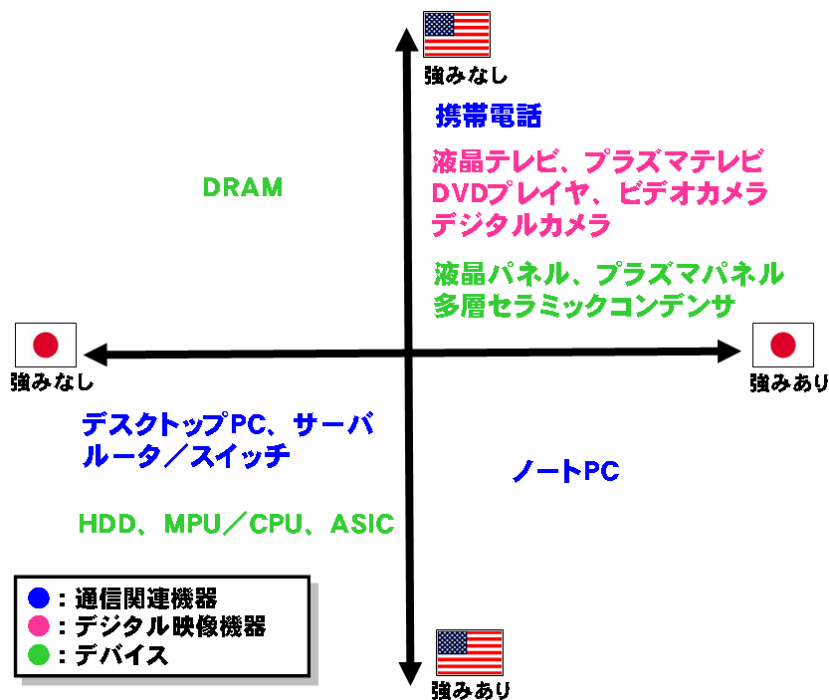 強みなし
携帯電話
液晶テレビ、プラズマテレビ
DVDプレイヤ、ビデオカメラ
デジタルカメラ
DRAM
液晶パネル、プラズマパネル
多層セラミックコンデンサ
強みなし
強みあり
デスクトップPC、サーバ
ルータ／スイッチ
ノートPC
HDD、MPU／CPU、ASIC
：通信関連機器
：デジタル映像機器
：デバイス
強みあり